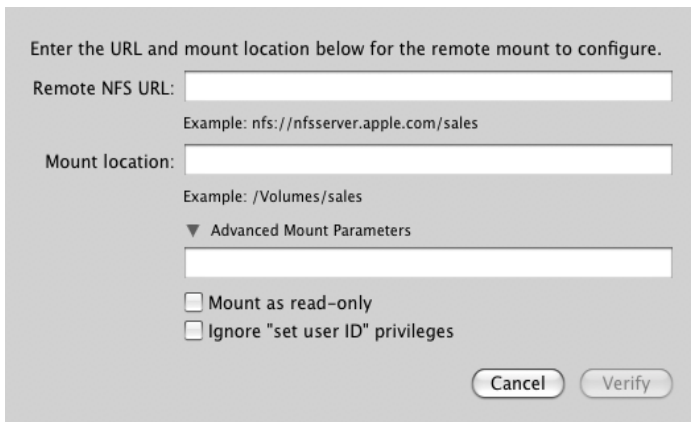 Enter the URL and mount location below for the remote mount to configure.
Remote NFS URL:
Example: nfs://nfsserver.apple.com/sales
Mount location:
Example: /Volumes/sales
Advanced Mount Parameters
Mount as read-only
Ignore "set user ID" privileges
Cancel Verify